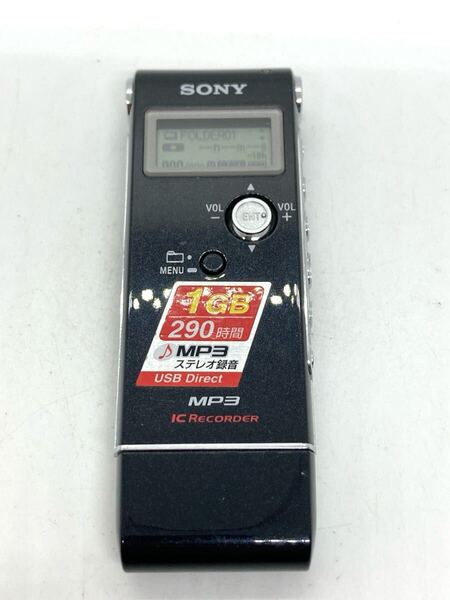 SONY
FOLDER01
--h--m--s
VOL
−
ENT
VOL
+
MENU
1GB
290時間
MP3
ステレオ録音
USB Direct
MP3
IC RECORDER